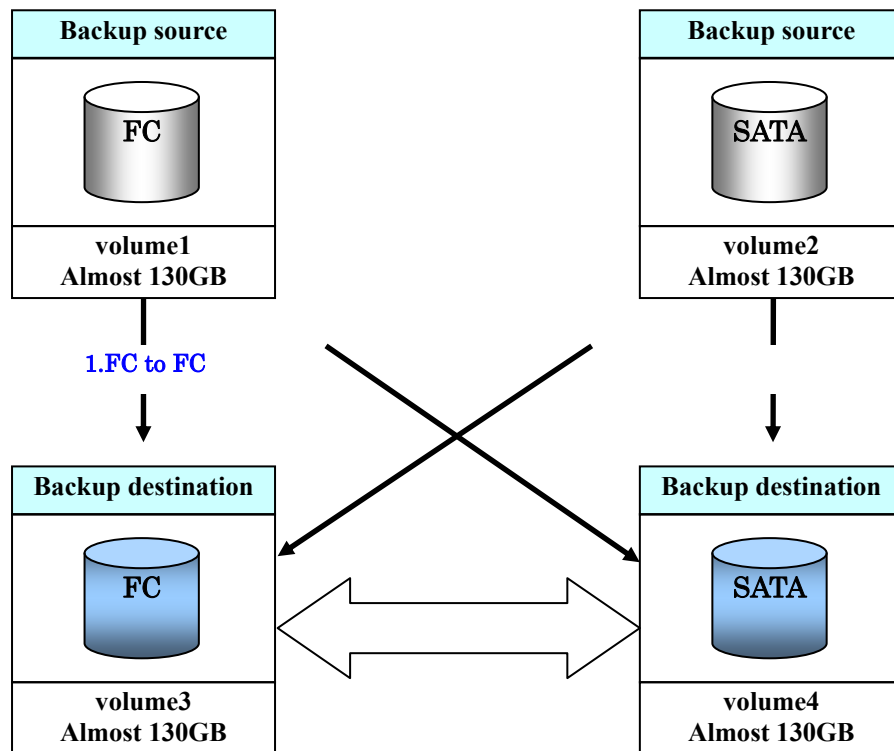 Backup source
FC
volume1
Almost 130GB
Backup source
SATA
volume2
Almost 130GB
1.FC to FC
Backup destination
FC
volume3
Almost 130GB
Backup destination
SATA
volume4
Almost 130GB